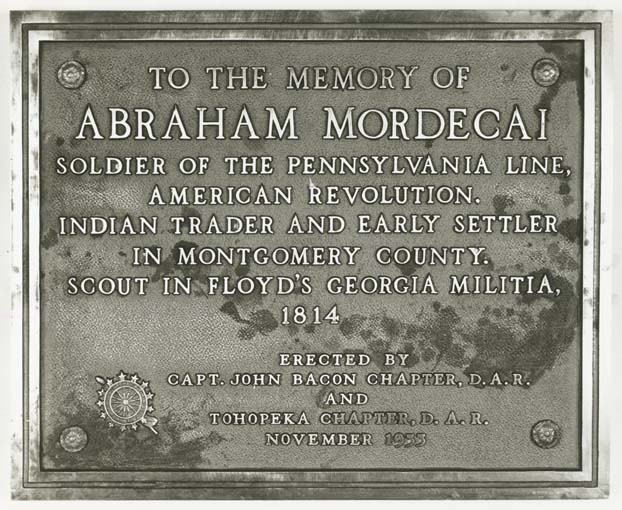 TO THE MEMORY OF
ABRAHAM MORDECAI
SOLDIER OF THE PENNSYLVANIA LINE,
AMERICAN REVOLUTION.
INDIAN TRADER AND EARLY SETTLER
IN MONTGOMERY COUNTY.
SCOUT IN FLOYD'S GEORGIA MILITIA,
1814
ERECTED BY
CAPT. JOHN BACON CHAPTER, D.A.R.
AND
TOHOPEKA CHAPTER, D. A. R.
NOVEMBER 1933